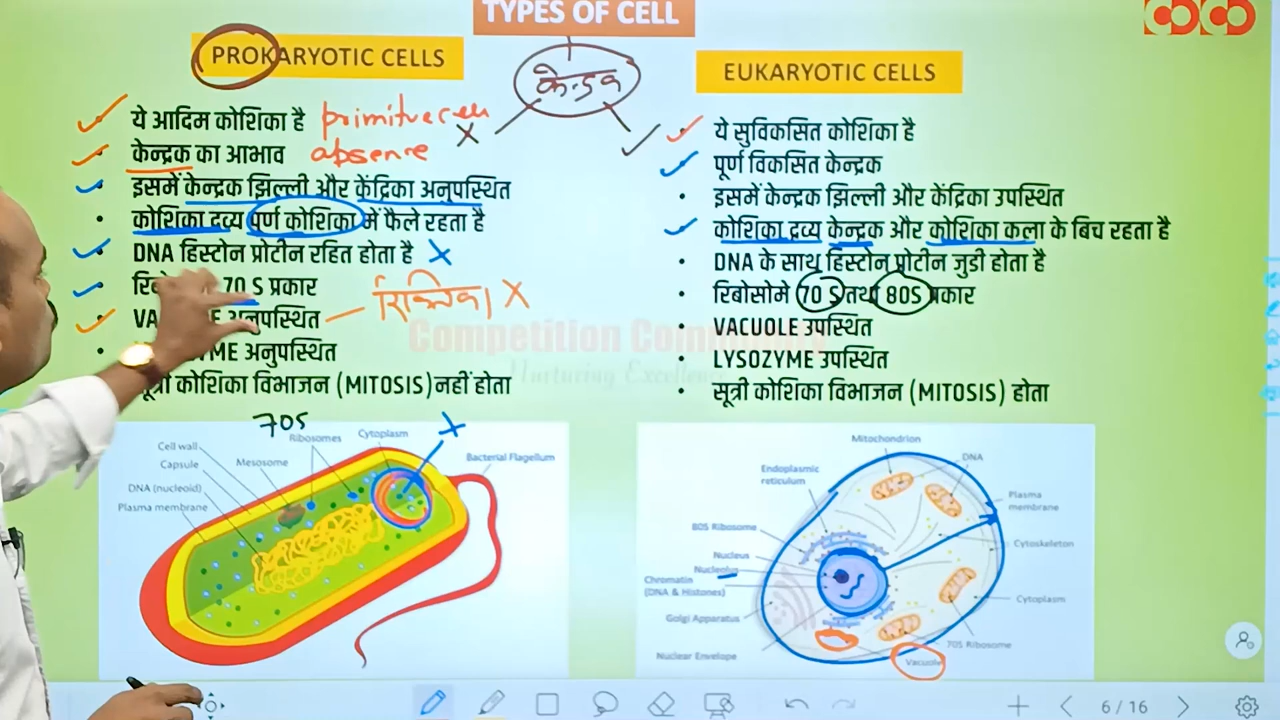 TYPES OF CELL
PROKARYOTIC CELLS
केन्द्रक
EUKARYOTIC CELLS
ये आदिम कोशिका है primitive cell
केन्द्रक का आभाव absence
इसमें केन्द्रक झिल्ली और केंद्रिका अनुपस्थित
कोशिका द्रव्य पूर्ण कोशिका में फैले रहता है
DNA हिस्टोन प्रोटीन रहित होता है X
70 S प्रकार
अनुपस्थित — रिक्तिका X
अनुपस्थित
कोशिका विभाजन (MITOSIS) नहीं होता
ये सुविकसित कोशिका है
पूर्ण विकसित केन्द्रक
इसमें केन्द्रक झिल्ली और केंद्रिका उपस्थित
कोशिका द्रव्य केन्द्रक और कोशिका कला के बिच रहता है
DNA के साथ हिस्टोन प्रोटीन जुडी होता है
रिबोसोमे 70 S तथा 80S प्रकार
VACUOLE उपस्थित
LYSOZYME उपस्थित
सूत्री कोशिका विभाजन (MITOSIS) होता
Competition Community
Nurturing Excellence
70S
Ribosomes
Cytoplasm
X
Cell wall
Capsule
Mesosome
Bacterial Flagellum
DNA (nucleoid)
Plasma membrane
Mitochondrion
DNA
Endoplasmic
reticulum
Plasma
membrane
80S Ribosome
Cytoskeleton
Nucleus
Nucleolus
Chromatin
(DNA & Histones)
Cytoplasm
Golgi Apparatus
70S Ribosome
Nuclear Envelope
Vacuole
6 / 16